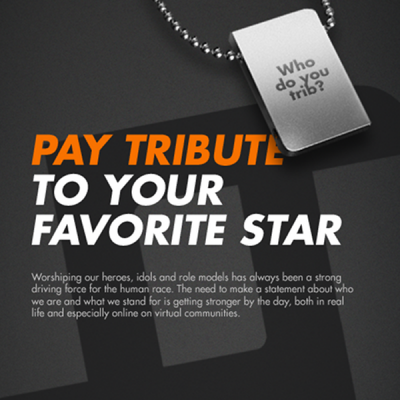 Who
do you
trib?
PAY TRIBUTE
TO YOUR
FAVORITE STAR
Worshiping our heroes, idols and role models has always been a strong
driving force for the human race. The need to make a statement about who
we are and what we stand for is getting stronger by the day, both in real
life and especially online on virtual communities.